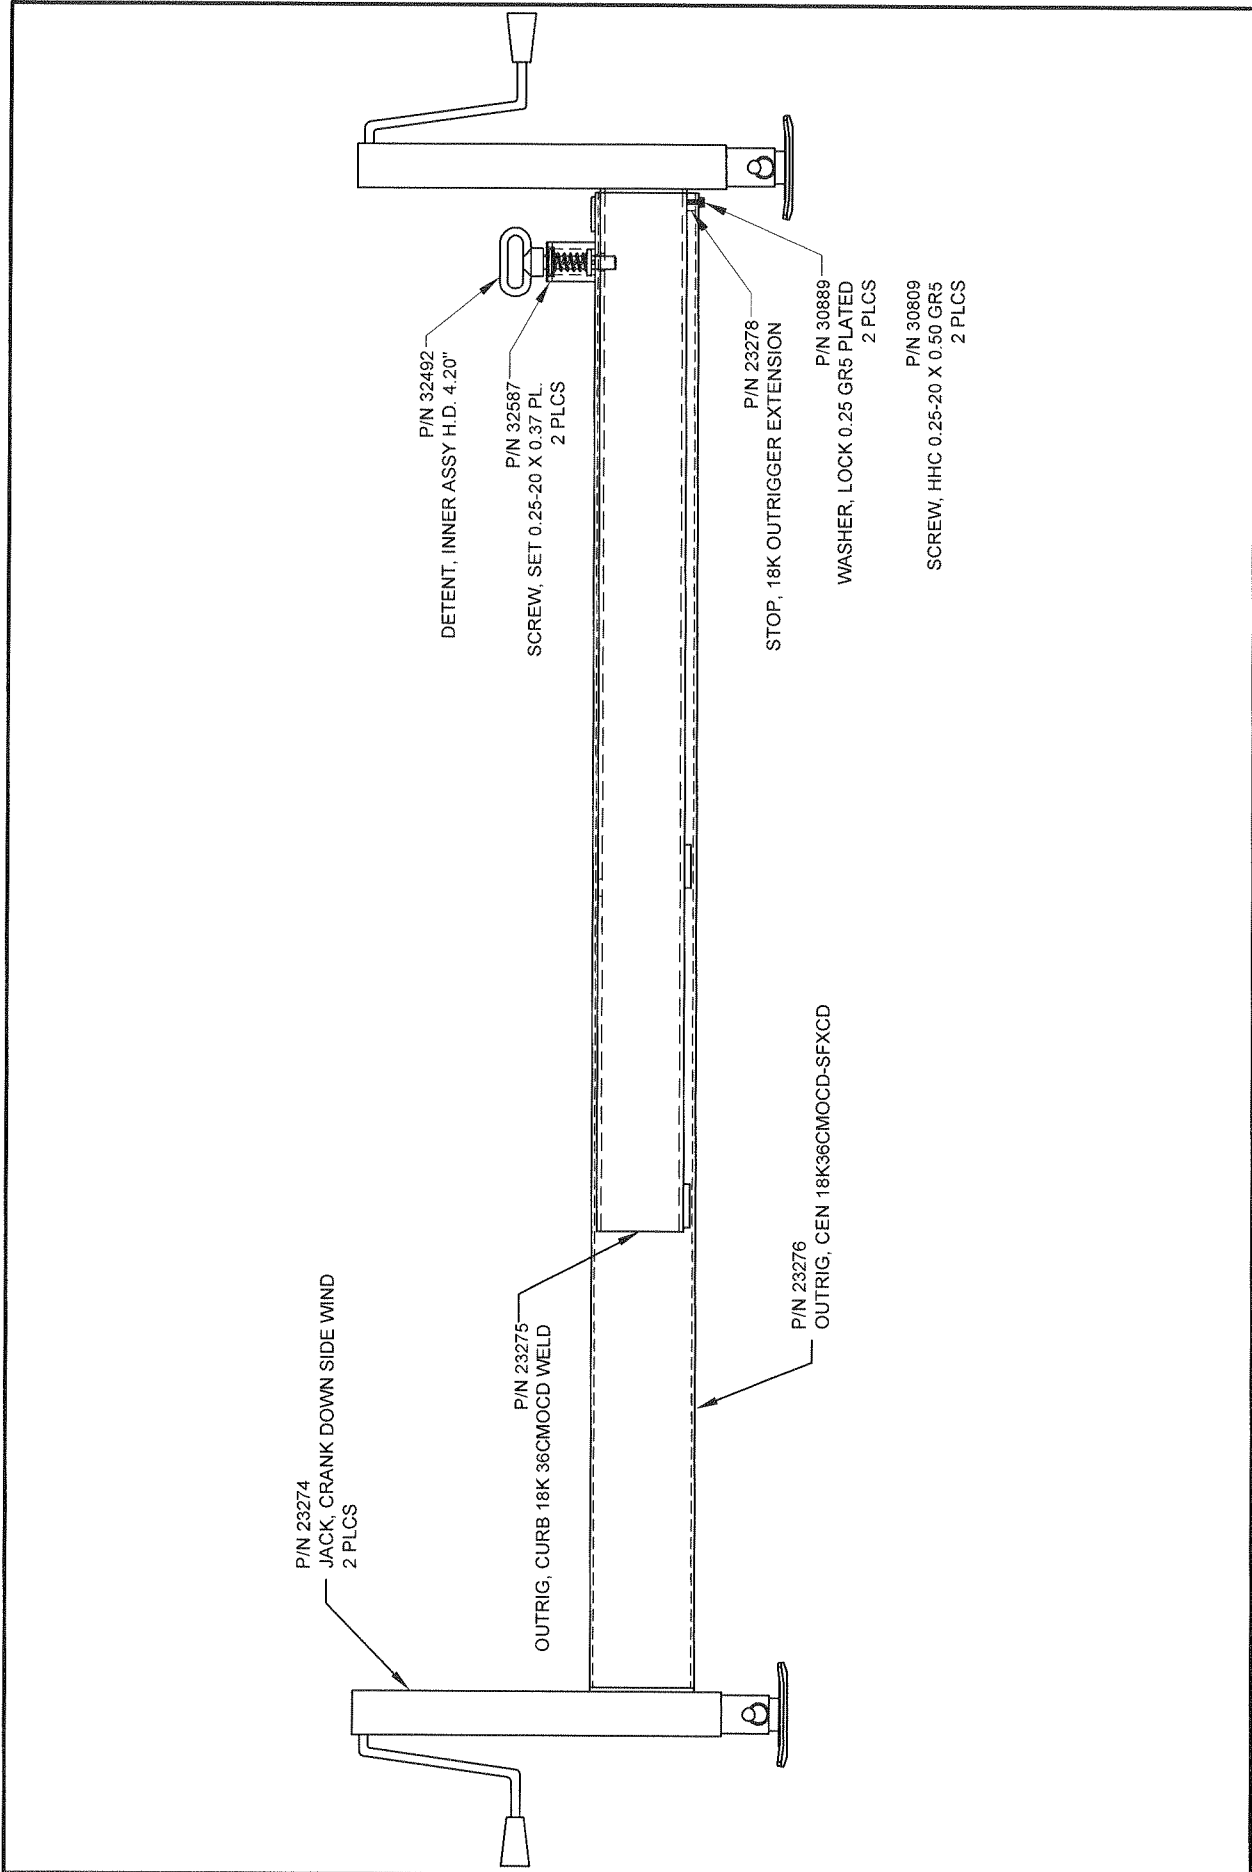 P/N 23274
JACK, CRANK DOWN SIDE WIND
2 PLCS
P/N 23275
OUTRIG, CURB 18K 36CMOCD WELD
P/N 23276
OUTRIG, CEN 18K36CMOCD-SFXCD
P/N 32492
DETENT, INNER ASSY H.D. 4.20"
P/N 32587
SCREW, SET 0.25-20 X 0.37 PL.
2 PLCS
P/N 23278
STOP, 18K OUTRIGGER EXTENSION
P/N 30889
WASHER, LOCK 0.25 GR5 PLATED
2 PLCS
P/N 30809
SCREW, HHC 0.25-20 X 0.50 GR5
2 PLCS